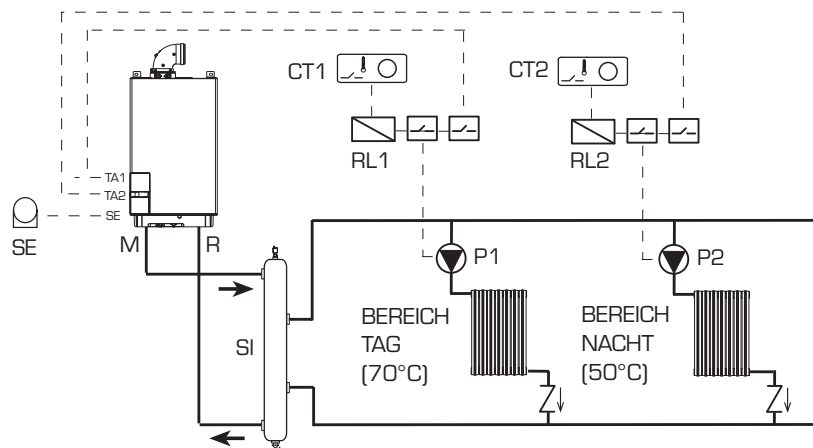 CT1
CT2
RL1
RL2
TA1
TA2
SE
SE
M
R
P1
P2
SI
BEREICH
TAG
(70°C)
BEREICH
NACHT
(50°C)